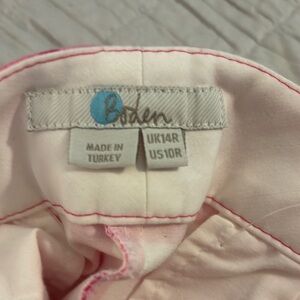 Boden
MADE IN
TURKEY
UK14R
US10R